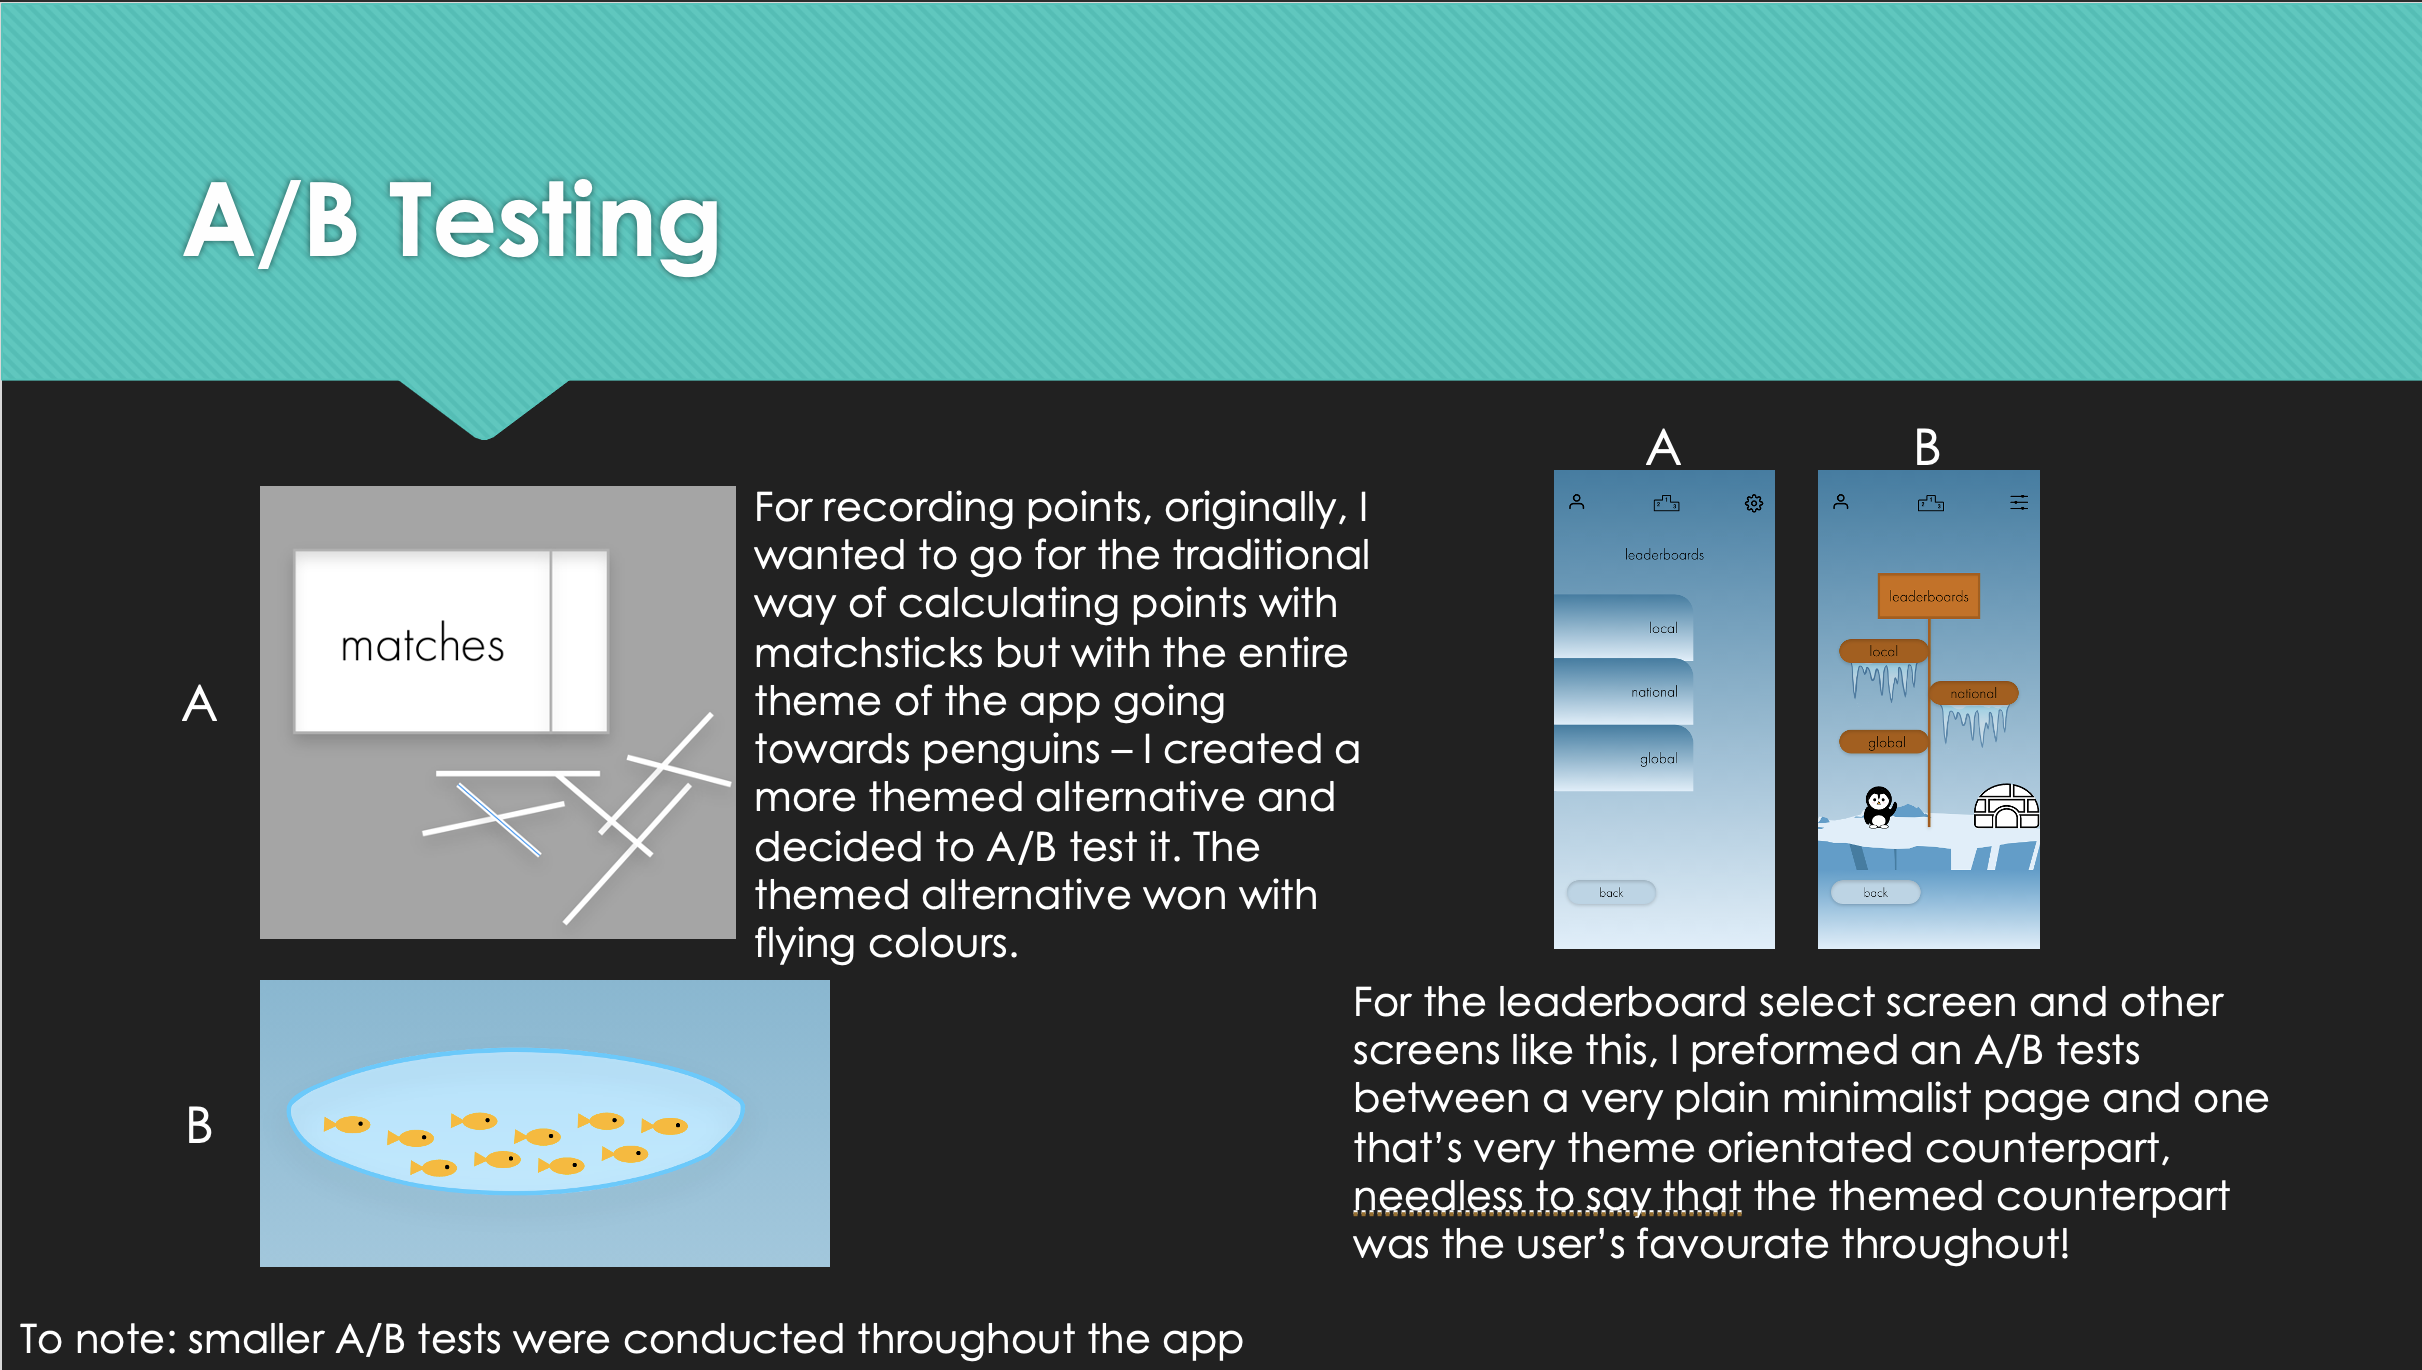 A/B Testing
A
matches
For recording points, originally, I
wanted to go for the traditional
way of calculating points with
matchsticks but with the entire
theme of the app going
towards penguins – I created a
more themed alternative and
decided to A/B test it. The
themed alternative won with
flying colours.
B
A
leaderboards
local
national
global
back
B
leaderboards
local
national
global
back
For the leaderboard select screen and other
screens like this, I preformed an A/B tests
between a very plain minimalist page and one
that’s very theme orientated counterpart,
needless to say that the themed counterpart
was the user’s favourate throughout!
To note: smaller A/B tests were conducted throughout the app